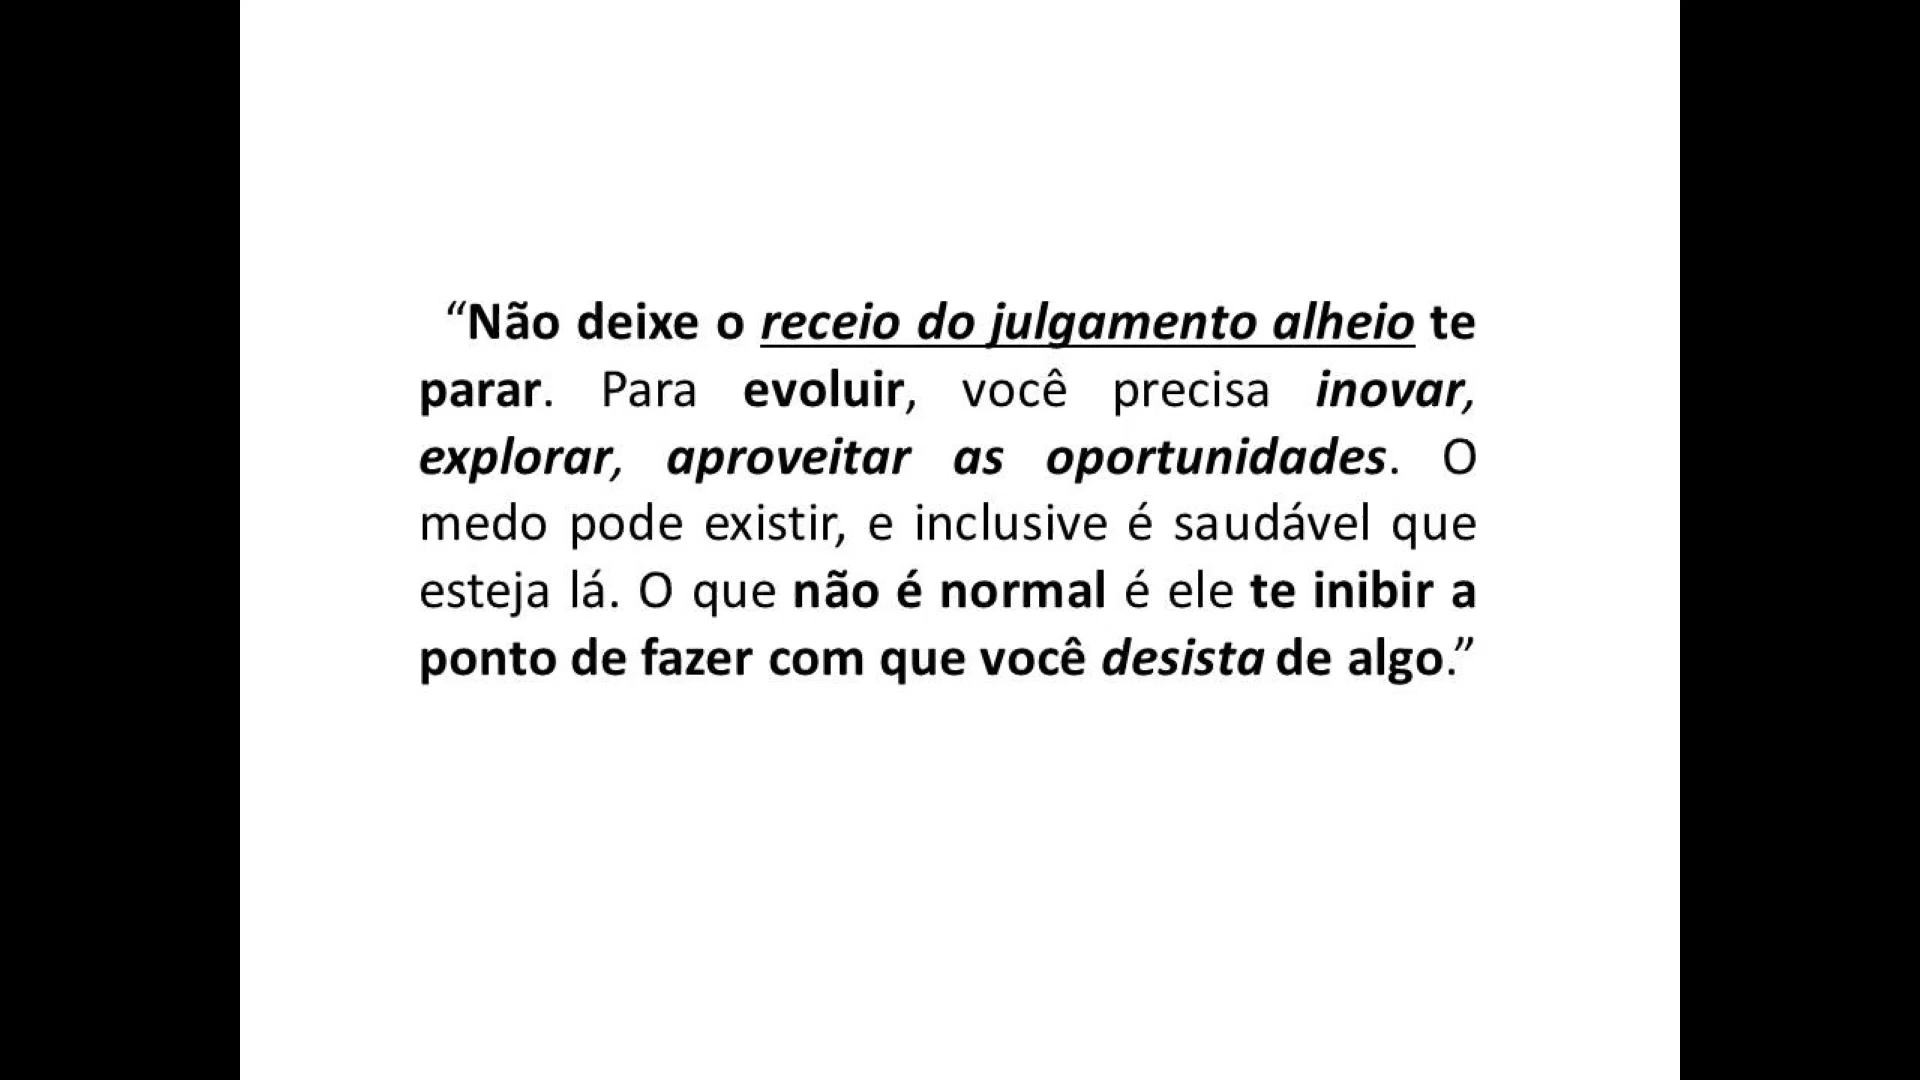 “Não deixe o receio do julgamento alheio te
parar. Para evoluir, você precisa inovar,
explorar, aproveitar as oportunidades. O
medo pode existir, e inclusive é saudável que
esteja lá. O que não é normal é ele te inibir a
ponto de fazer com que você desista de algo.”